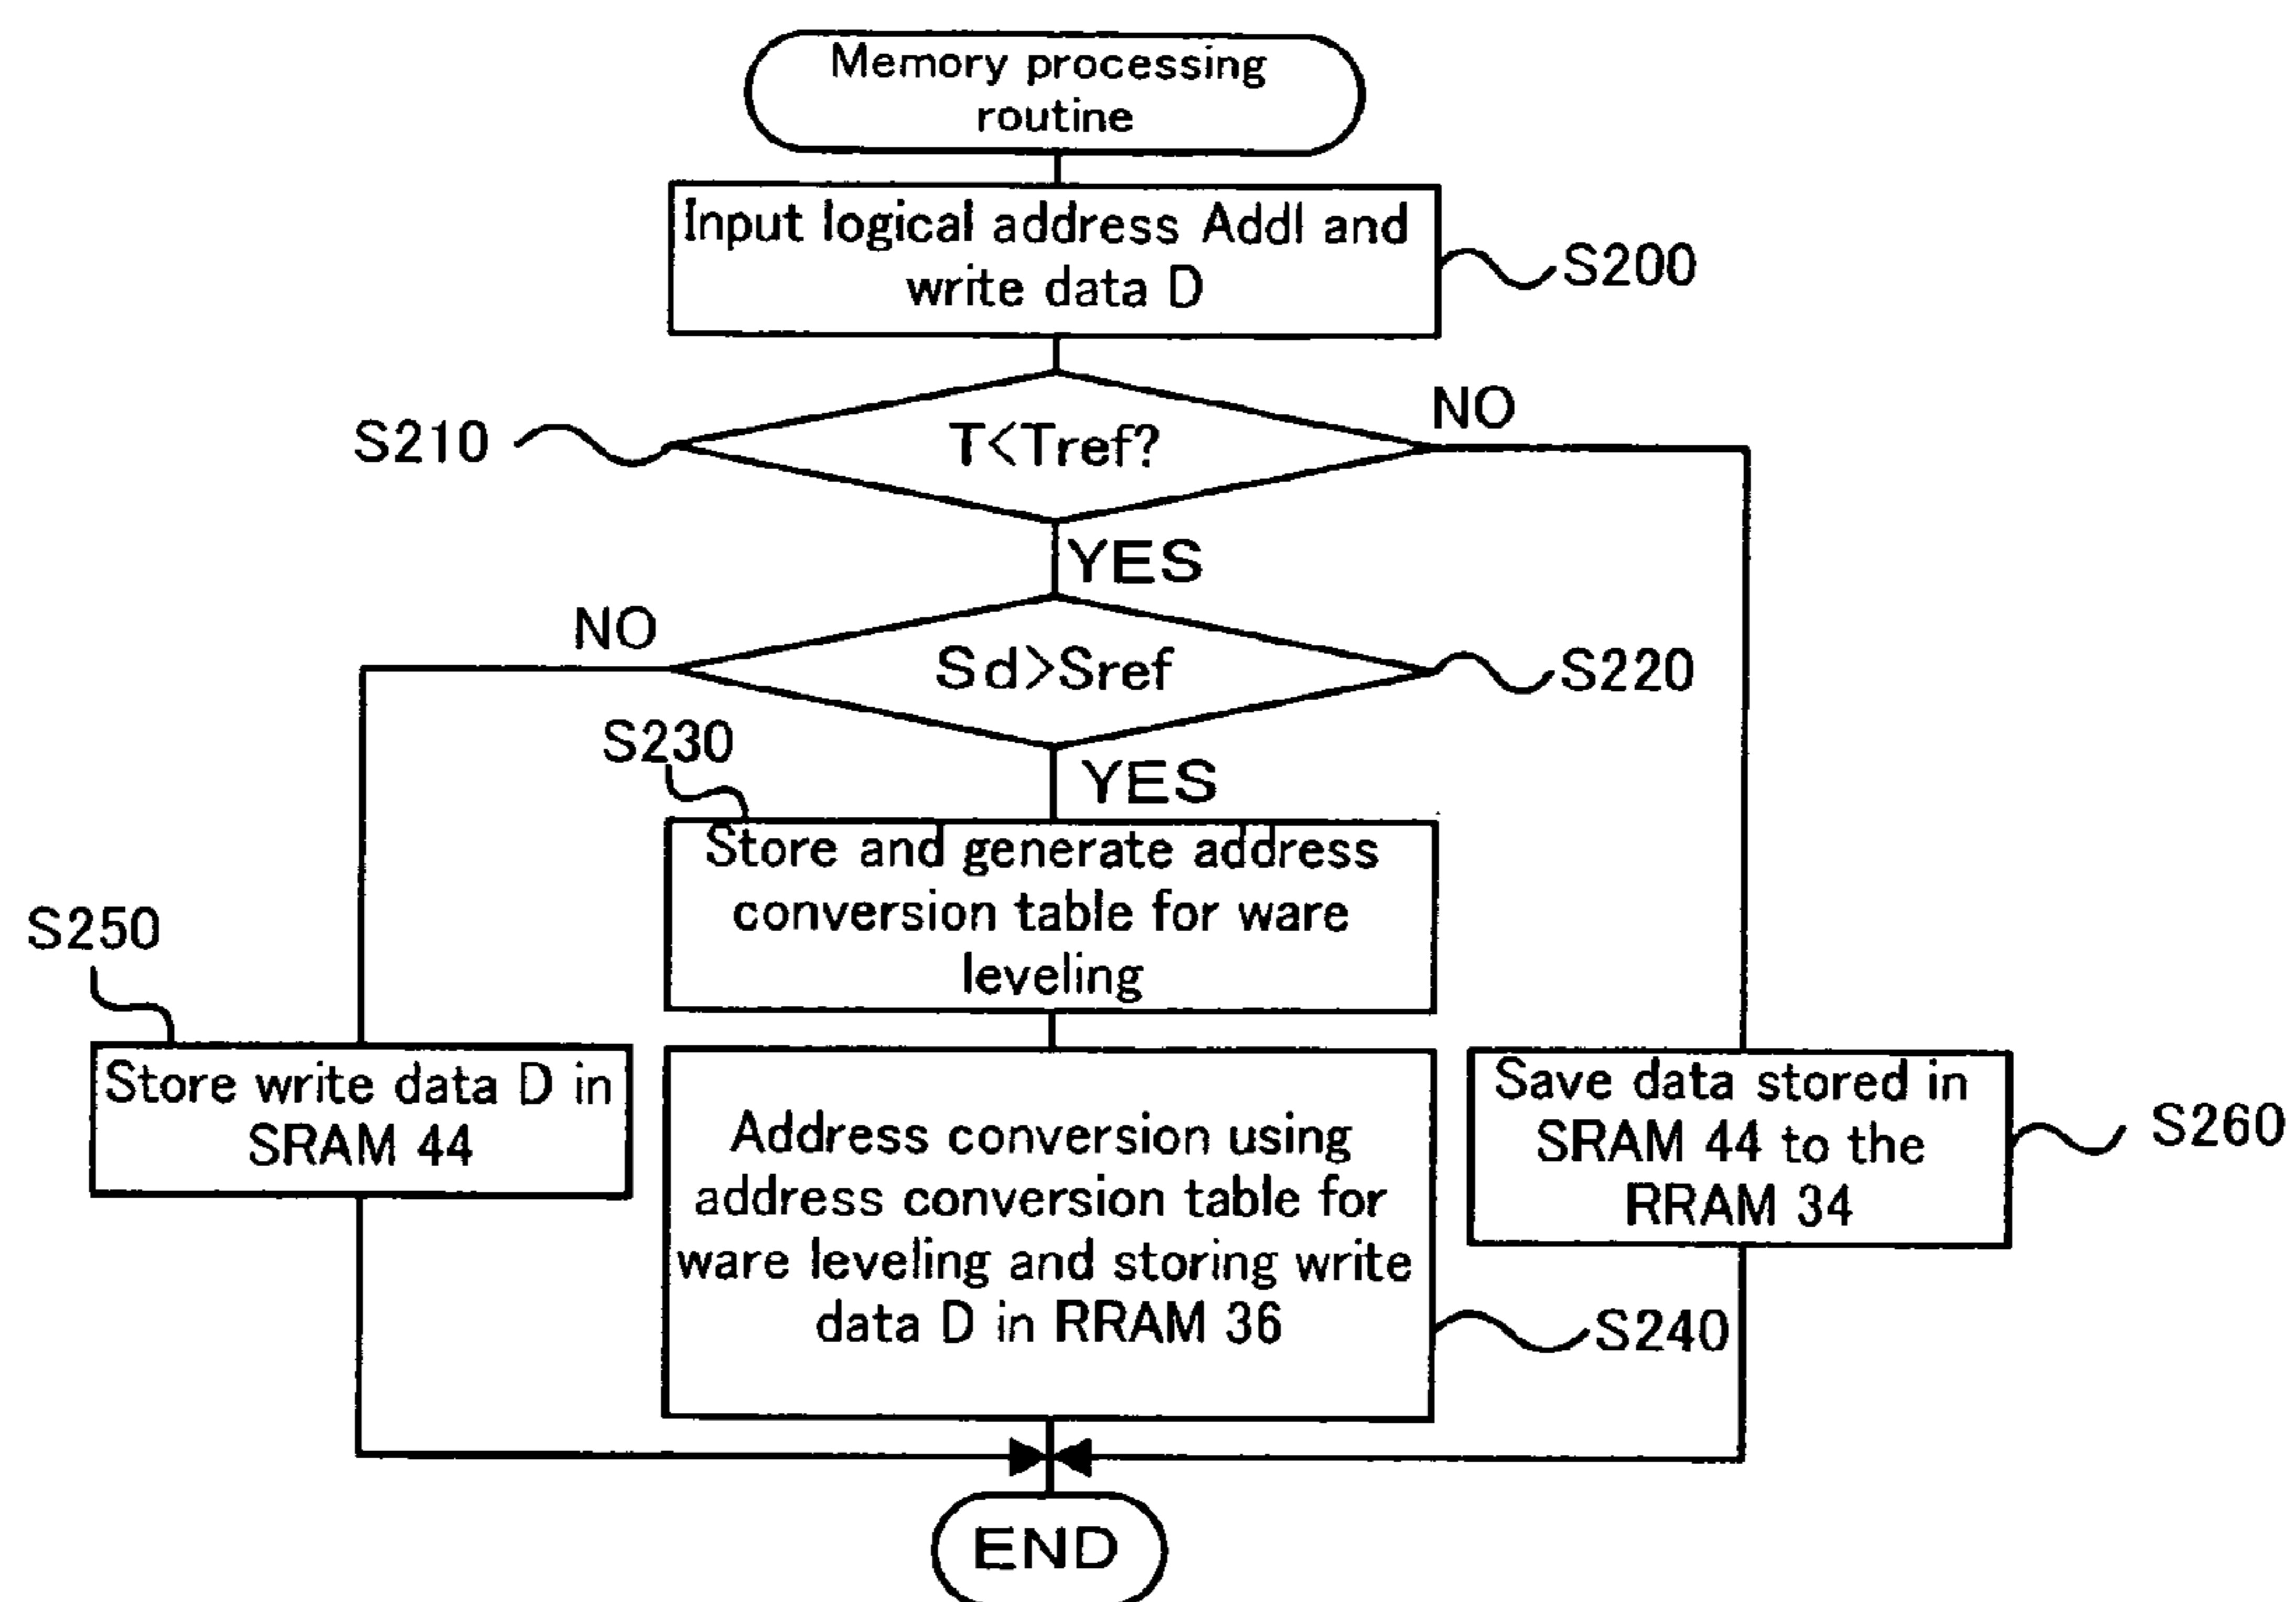 Memory processing
routine
Input logical address Addl and
write data D
S200
S210
T<Tref?
NO
YES
NO
Sd>Sref
S220
S230
YES
Store and generate address
conversion table for ware
leveling
S250
Store write data D in
SRAM 44
Address conversion using
address conversion table for
ware leveling and storing write
data D in RRAM 36
S240
Save data stored in
SRAM 44 to the
RRAM 34
S260
END